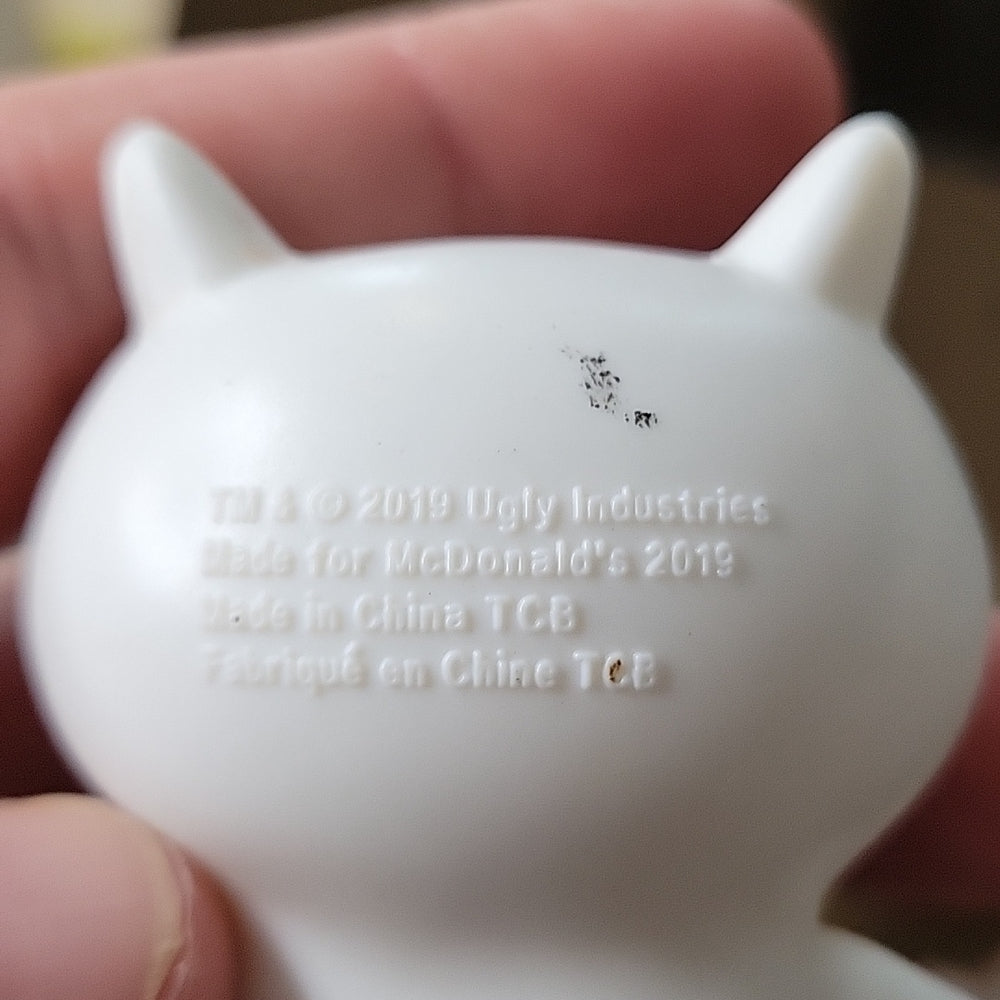 TM & © 2019 Ugly Industries
Made for McDonald's 2019
Made in China TCB
Fabriqué en Chine TCB